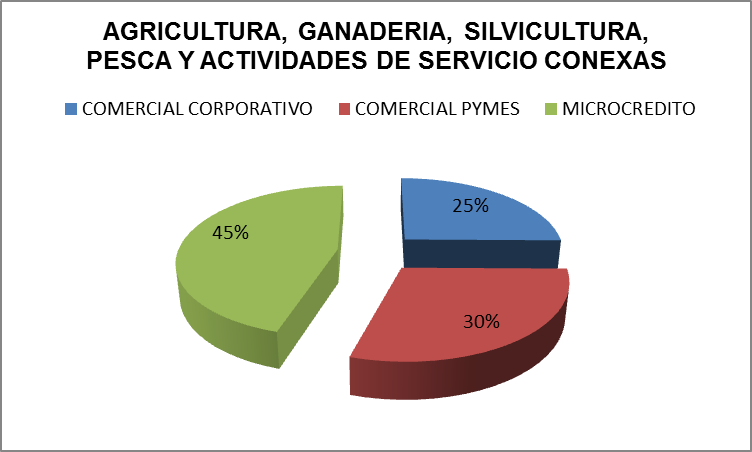 AGRICULTURA, GANADERIA, SILVICULTURA,
PESCA Y ACTIVIDADES DE SERVICIO CONEXAS
COMERCIAL CORPORATIVO COMERCIAL PYMES MICROCREDITO
25%
45%
30%